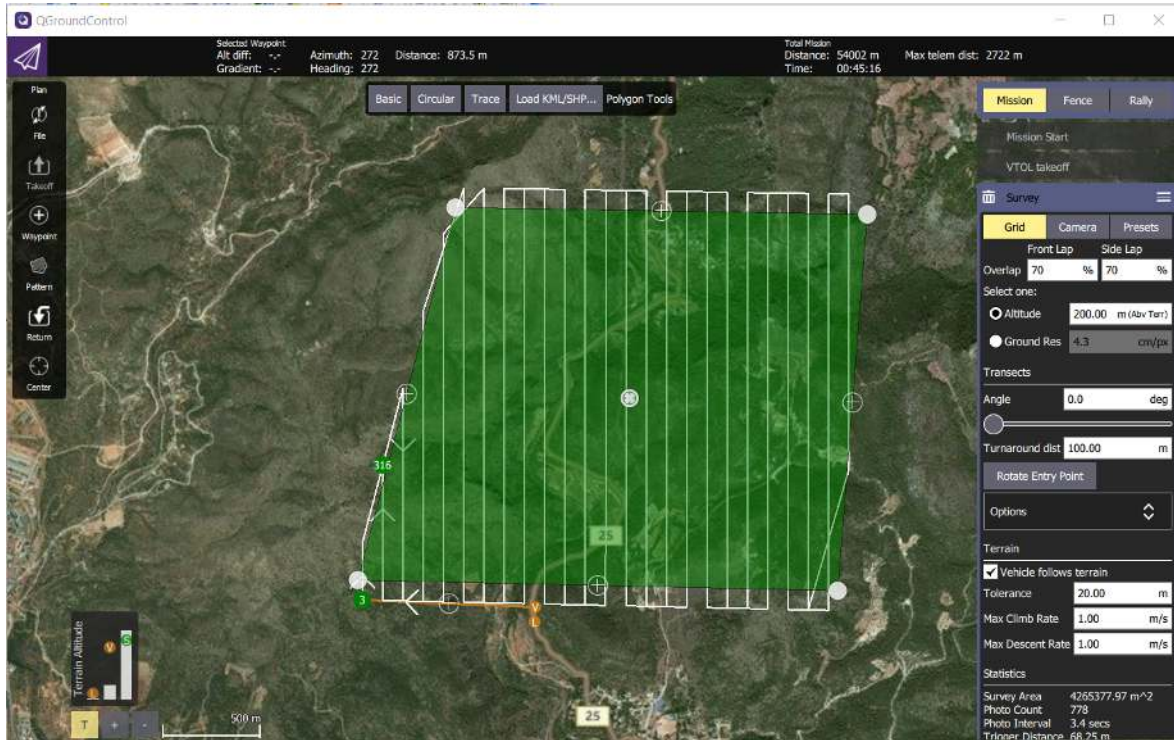 QGroundControl
Selected Waypoint
Alt diff: -.- Azimuth: 272 Distance: 873.5 m
Gradient: -.- Heading: 272
Total Mission
Distance: 54002 m Max telem dist: 2722 m
Time: 00:45:16
Plan
File
Takeoff
Waypoint
Pattern
Return
Center
Basic Circular Trace Load KML/SHP... Polygon Tools
316
3
25
V
L
25
Terrain Altitude
L V S
T + -
500 m
Mission Fence Rally
Mission Start
VTOL takeoff
Survey
Grid Camera Presets
Front Lap Side Lap
Overlap 70 % 70 %
Select one:
Altitude 200.00 m (Abv Terr)
Ground Res 4.3 cm/px
Transects
Angle 0.0 deg
Turnaround dist 100.00 m
Rotate Entry Point
Options
Terrain
Vehicle follows terrain
Tolerance 20.00 m
Max Climb Rate 1.00 m/s
Max Descent Rate 1.00 m/s
Statistics
Survey Area 4265377.97 m^2
Photo Count 778
Photo Interval 3.4 secs
Trigger Distance 68.25 m